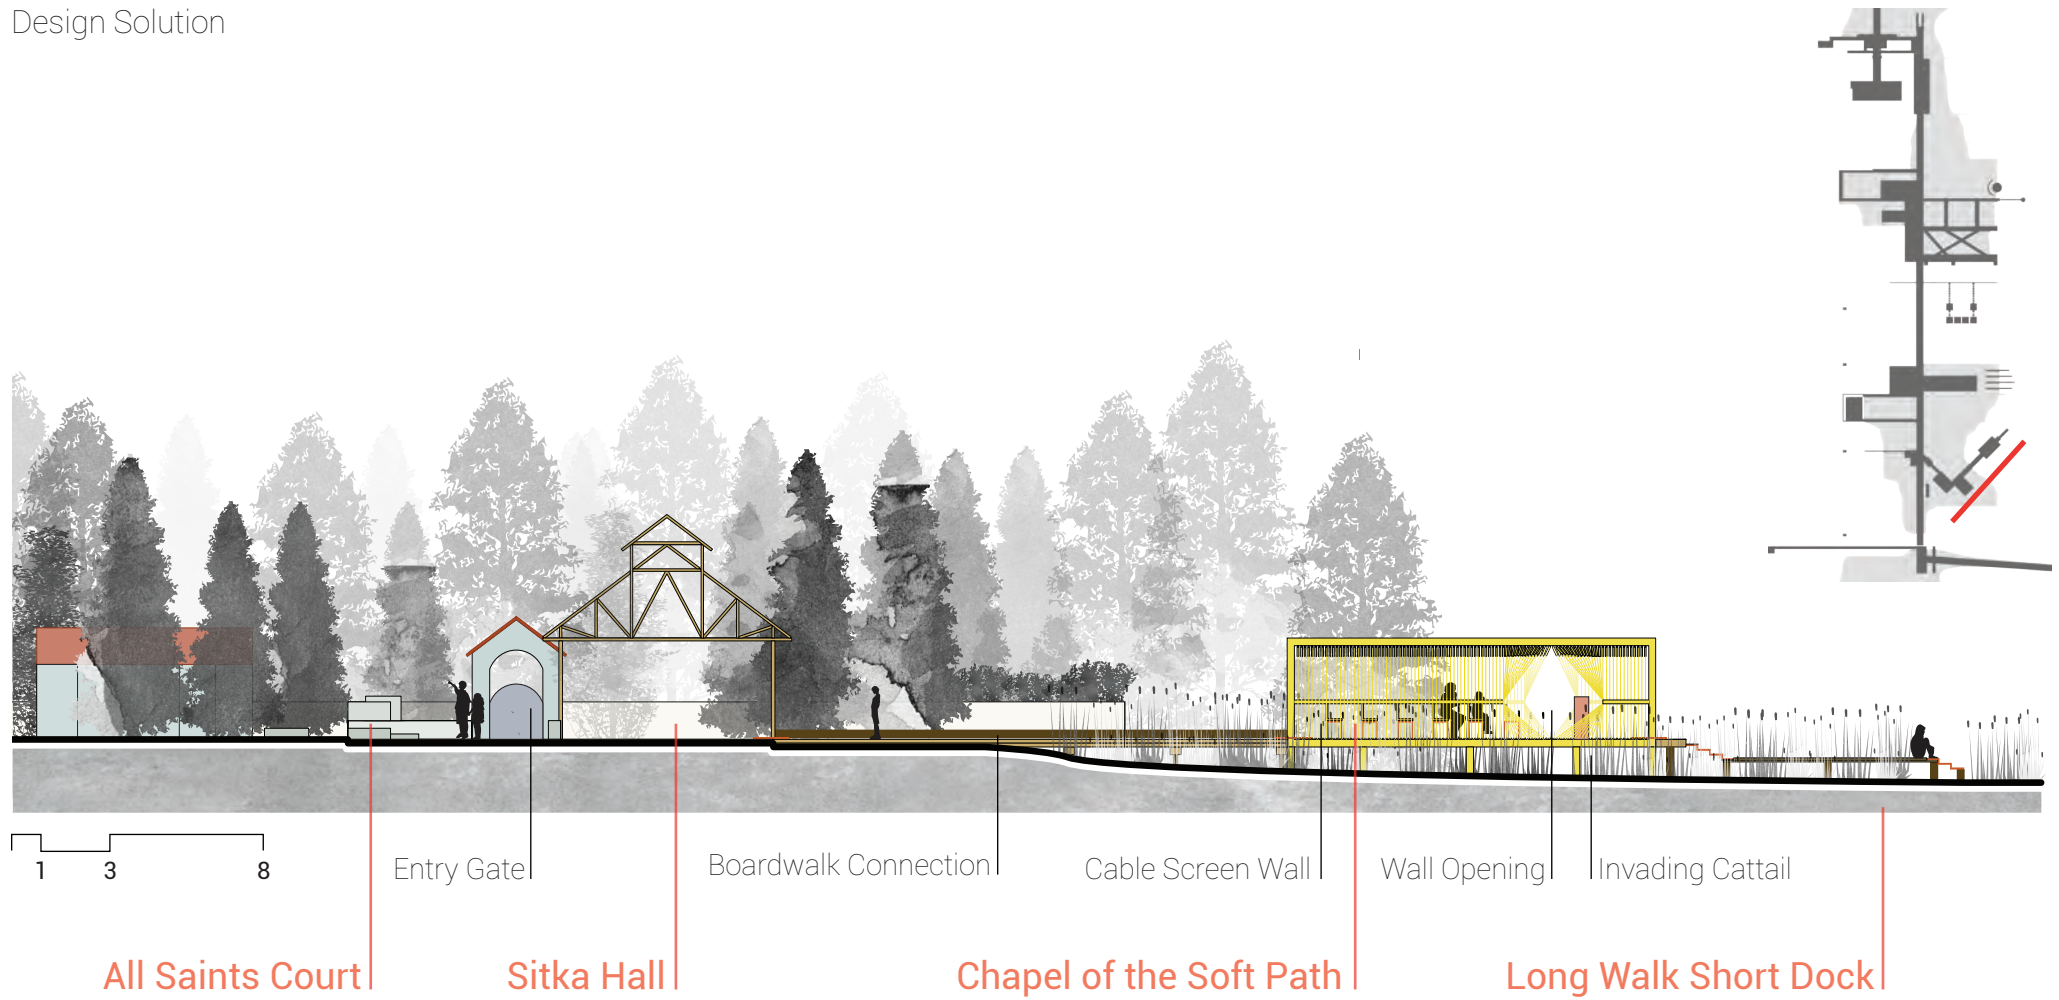 Design Solution
1 3 8
Entry Gate
Boardwalk Connection
Cable Screen Wall
Wall Opening
Invading Cattail
All Saints Court
Sitka Hall
Chapel of the Soft Path
Long Walk Short Dock